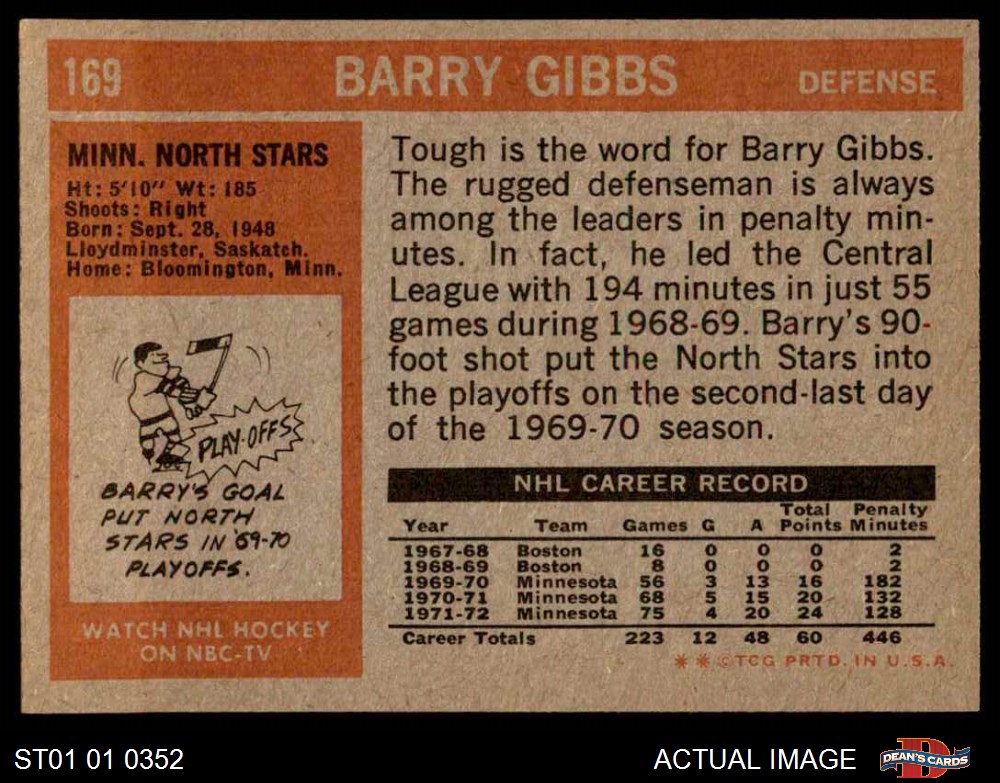 169 BARRY GIBBS DEFENSE
MINN. NORTH STARS
Ht: 5'10" Wt: 185
Shoots: Right
Born: Sept. 28, 1948
Lloydminster, Saskatch.
Home: Bloomington, Minn.
PLAY-OFFS
BARRY'S GOAL
PUT NORTH
STARS IN '69-70
PLAYOFFS.
WATCH NHL HOCKEY
ON NBC-TV
Tough is the word for Barry Gibbs.
The rugged defenseman is always
among the leaders in penalty min-
utes. In fact, he led the Central
League with 194 minutes in just 55
games during 1968-69. Barry's 90-
foot shot put the North Stars into
the playoffs on the second-last day
of the 1969-70 season.
NHL CAREER RECORD
Year Team Games G A Total Points Penalty Minutes
1967-68 Boston 16 0 0 0 2
1968-69 Boston 8 0 0 0 2
1969-70 Minnesota 56 3 13 16 182
1970-71 Minnesota 68 5 15 20 132
1971-72 Minnesota 75 4 20 24 128
Career Totals 223 12 48 60 446
* * © TCG PRTD. IN U.S.A.
ST01 01 0352 ACTUAL IMAGE DEAN'S CARDS